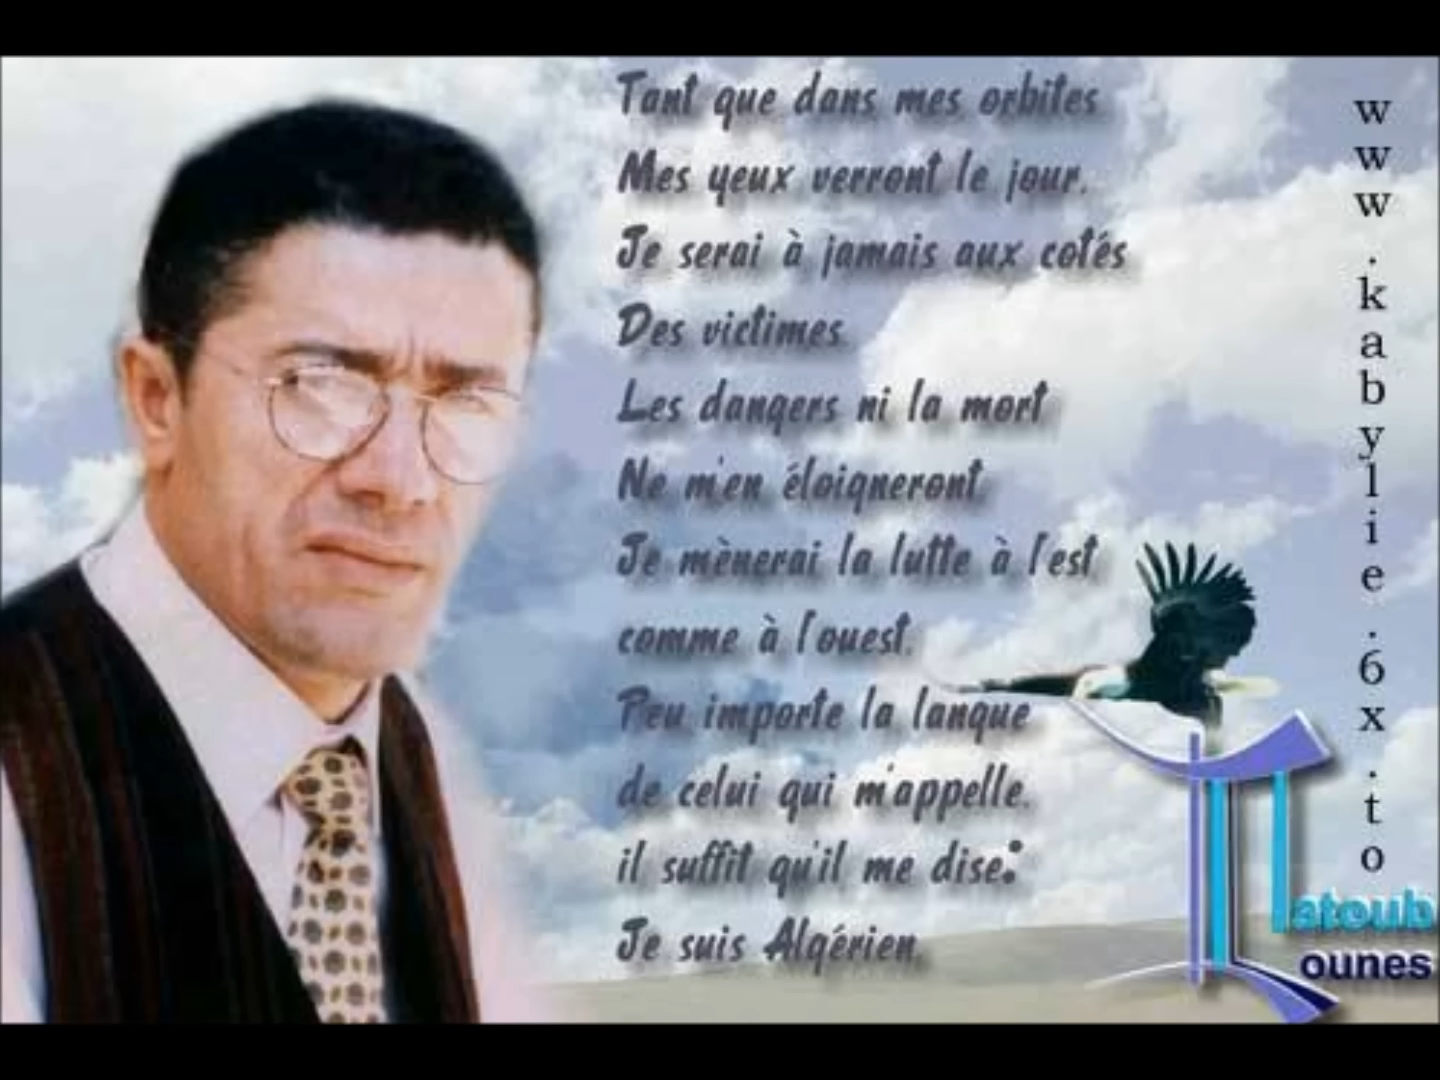 Tant que dans mes orbites
Mes yeux verront le jour.
Je serai à jamais aux cotés
Des victimes.
Les dangers ni la mort
Ne m'en éloigneront
Je mènerai la lutte à l'est
comme à l'ouest.
Peu importe la langue
de celui qui m'appelle.
il suffit qu'il me dise:
Je suis Algérien.
www.kabylie.6x.to
Matoub
Lounes